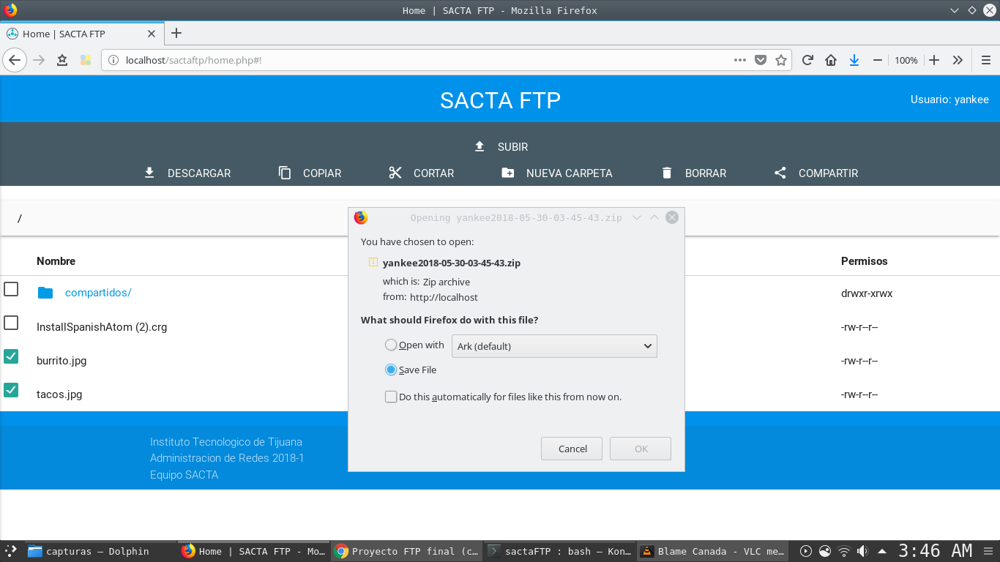 Home | SACTA FTP - Mozilla Firefox
Home | SACTA FTP
localhost/sactaftp/home.php#!
100%
SACTA FTP
Usuario: yankee
SUBIR
DESCARGAR COPIAR CORTAR NUEVA CARPETA BORRAR COMPARTIR
/
Nombre Permisos
compartidos/ drwxr-xrwx
InstallSpanishAtom (2).crg -rw-r--r--
burrito.jpg -rw-r--r--
tacos.jpg -rw-r--r--
Opening yankee2018-05-30-03-45-43.zip
You have chosen to open:
yankee2018-05-30-03-45-43.zip
which is: Zip archive
from: http://localhost
What should Firefox do with this file?
Open with Ark (default)
Save File
Do this automatically for files like this from now on.
Cancel OK
Instituto Tecnologico de Tijuana
Administracion de Redes 2018-1
Equipo SACTA
capturas — Dolphin Home | SACTA FTP - Mo… Proyecto FTP final (c… sactaFTP : bash — Kon… Blame Canada - VLC me… 3:46 AM